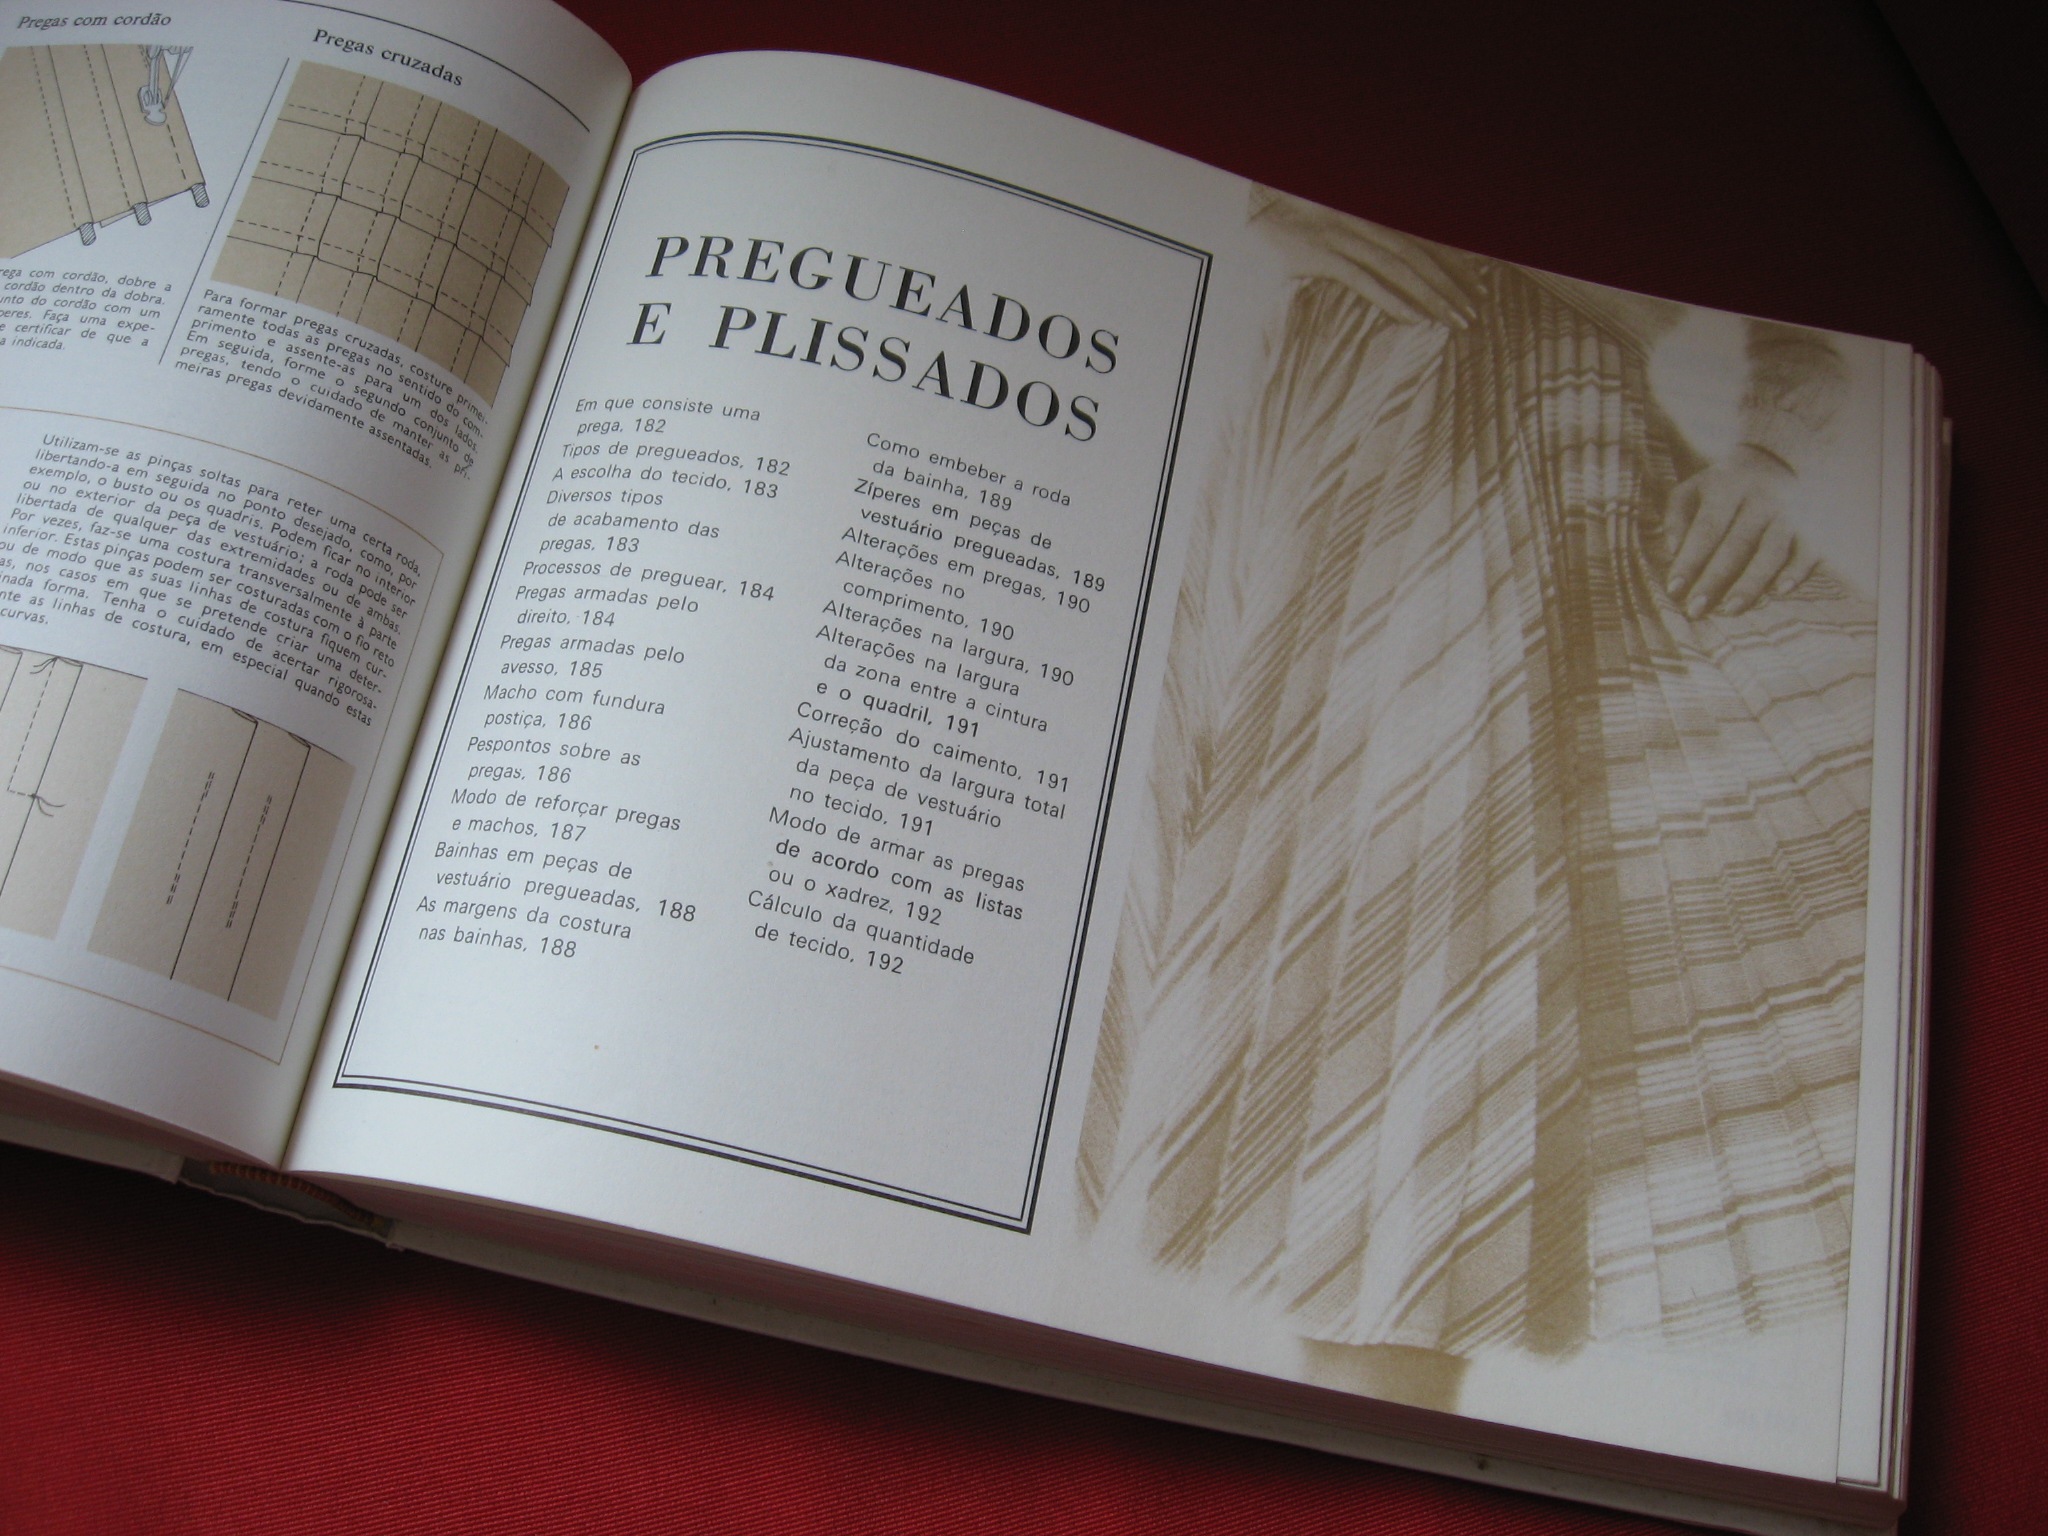 Pregas com cordão
Pregas cruzadas
rega com cordão, dobre a
cordão dentro da dobra.
unto do cordão com um
peres. Faça uma expe-
e certificar de que a
a indicada.
Para formar pregas cruzadas, costure primei-
ramente todas as pregas no sentido do com-
primento e assente-as para um dos lados.
Em seguida, forme o segundo conjunto de
pregas, tendo o cuidado de manter as pri-
meiras pregas devidamente assentadas.
Utilizam-se as pinças soltas para reter uma certa roda,
libertando-a em seguida no ponto desejado, como, por
exemplo, o busto ou os quadris. Podem ficar no interior
ou no exterior da peça de vestuário; a roda pode ser
libertada de qualquer das extremidades ou de ambas.
Por vezes, faz-se uma costura transversalmente à parte
inferior. Estas pinças podem ser costuradas com o fio reto
ou de modo que as suas linhas de costura fiquem cur-
as, nos casos em que se pretende criar uma deter-
inada forma. Tenha o cuidado de acertar rigorosa-
nte as linhas de costura, em especial quando estas
curvas.
PREGUEADOS
E PLISSADOS
Em que consiste uma
prega, 182
Tipos de pregueados, 182
A escolha do tecido, 183
Diversos tipos
de acabamento das
pregas, 183
Processos de preguear, 184
Pregas armadas pelo
direito, 184
Pregas armadas pelo
avesso, 185
Macho com fundura
postiça, 186
Pespontos sobre as
pregas, 186
Modo de reforçar pregas
e machos, 187
Bainhas em peças de
vestuário pregueadas, 188
As margens da costura
nas bainhas, 188
Como embeber a roda
da bainha, 189
Zíperes em peças de
vestuário pregueadas, 189
Alterações em pregas, 190
Alterações no
comprimento, 190
Alterações na largura, 190
Alterações na largura
da zona entre a cintura
e o quadril, 191
Correção do caimento, 191
Ajustamento da largura total
da peça de vestuário
no tecido, 191
Modo de armar as pregas
de acordo com as listas
ou o xadrez, 192
Cálculo da quantidade
de tecido, 192